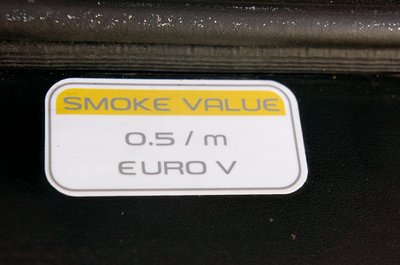 SMOKE VALUE
0.5 / m
EURO V